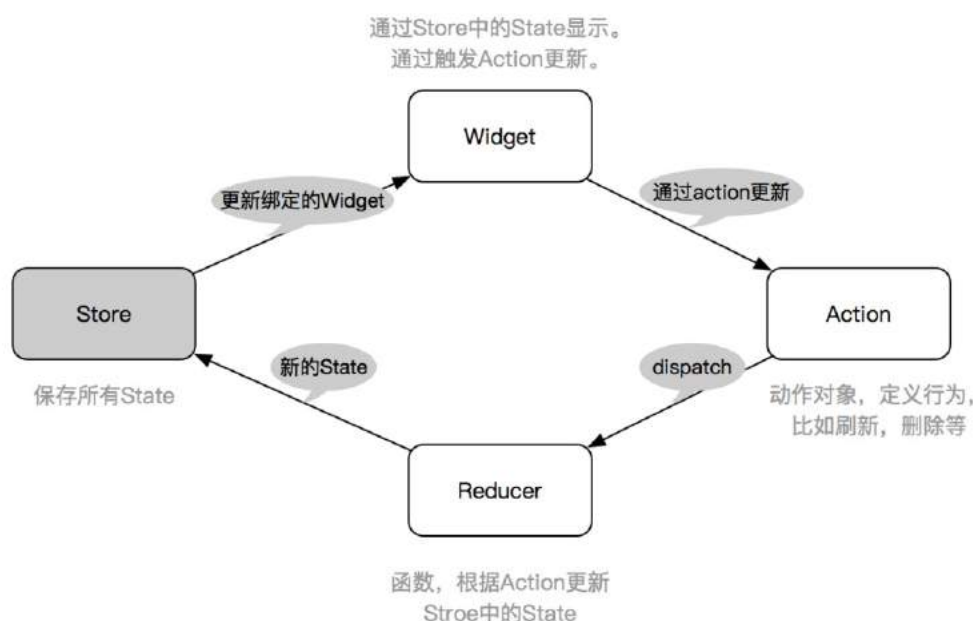 通过Store中的State显示。
通过触发Action更新。
Widget
更新绑定的Widget
通过action更新
Store
Action
新的State
dispatch
保存所有State
动作对象，定义行为，
比如刷新，删除等
Reducer
函数，根据Action更新
Stroe中的State